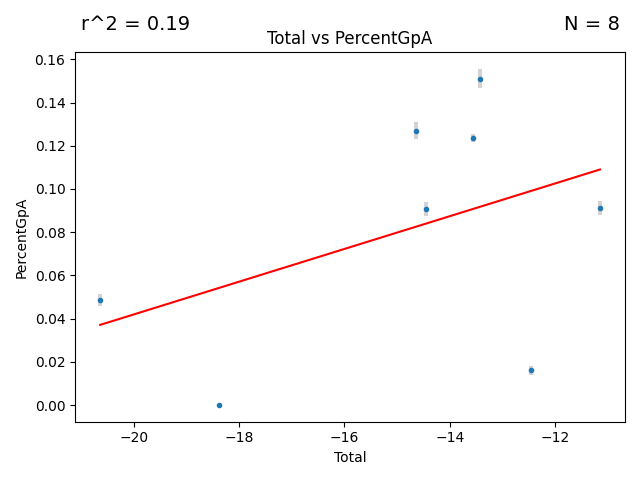 r^2 = 0.19
N = 8
Total vs PercentGpA
0.16
0.14
0.12
0.10
0.08
0.06
0.04
0.02
0.00
PercentGpA
−20
−18
−16
−14
−12
Total